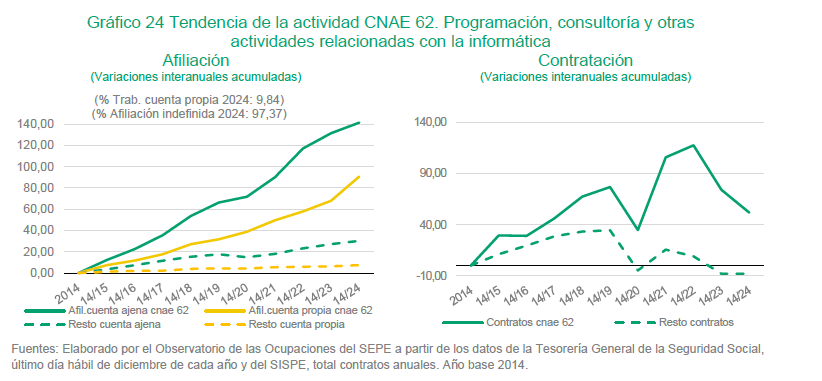 Gráfico 24 Tendencia de la actividad CNAE 62. Programación, consultoría y otras
actividades relacionadas con la informática
Afiliación
(Variaciones interanuales acumuladas)
(% Trab. cuenta propia 2024: 9,84)
(% Afiliación indefinida 2024: 97,37)
140,00
120,00
100,00
80,00
60,00
40,00
20,00
0,00
2014
14/15
14/16
14/17
14/18
14/19
14/20
14/21
14/22
14/23
14/24
Afil.cuenta ajena cnae 62
Afil.cuenta propia cnae 62
Resto cuenta ajena
Resto cuenta propia
Contratación
(Variaciones interanuales acumuladas)
140,00
90,00
40,00
-10,00
2014
14/15
14/16
14/17
14/18
14/19
14/20
14/21
14/22
14/23
14/24
Contratos cnae 62
Resto contratos
Fuentes: Elaborado por el Observatorio de las Ocupaciones del SEPE a partir de los datos de la Tesorería General de la Seguridad Social,
último día hábil de diciembre de cada año y del SISPE, total contratos anuales. Año base 2014.